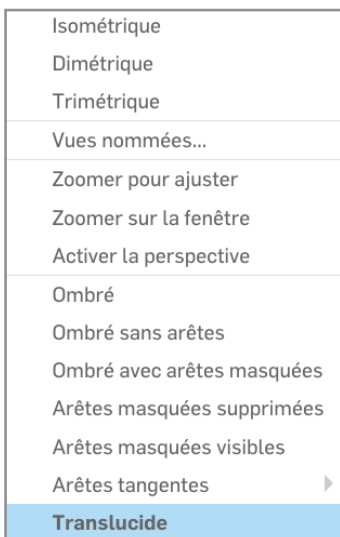 Isométrique
Dimétrique
Trimétrique
Vues nommées...
Zoomer pour ajuster
Zoomer sur la fenêtre
Activer la perspective
Ombré
Ombré sans arêtes
Ombré avec arêtes masquées
Arêtes masquées supprimées
Arêtes masquées visibles
Arêtes tangentes
Translucide